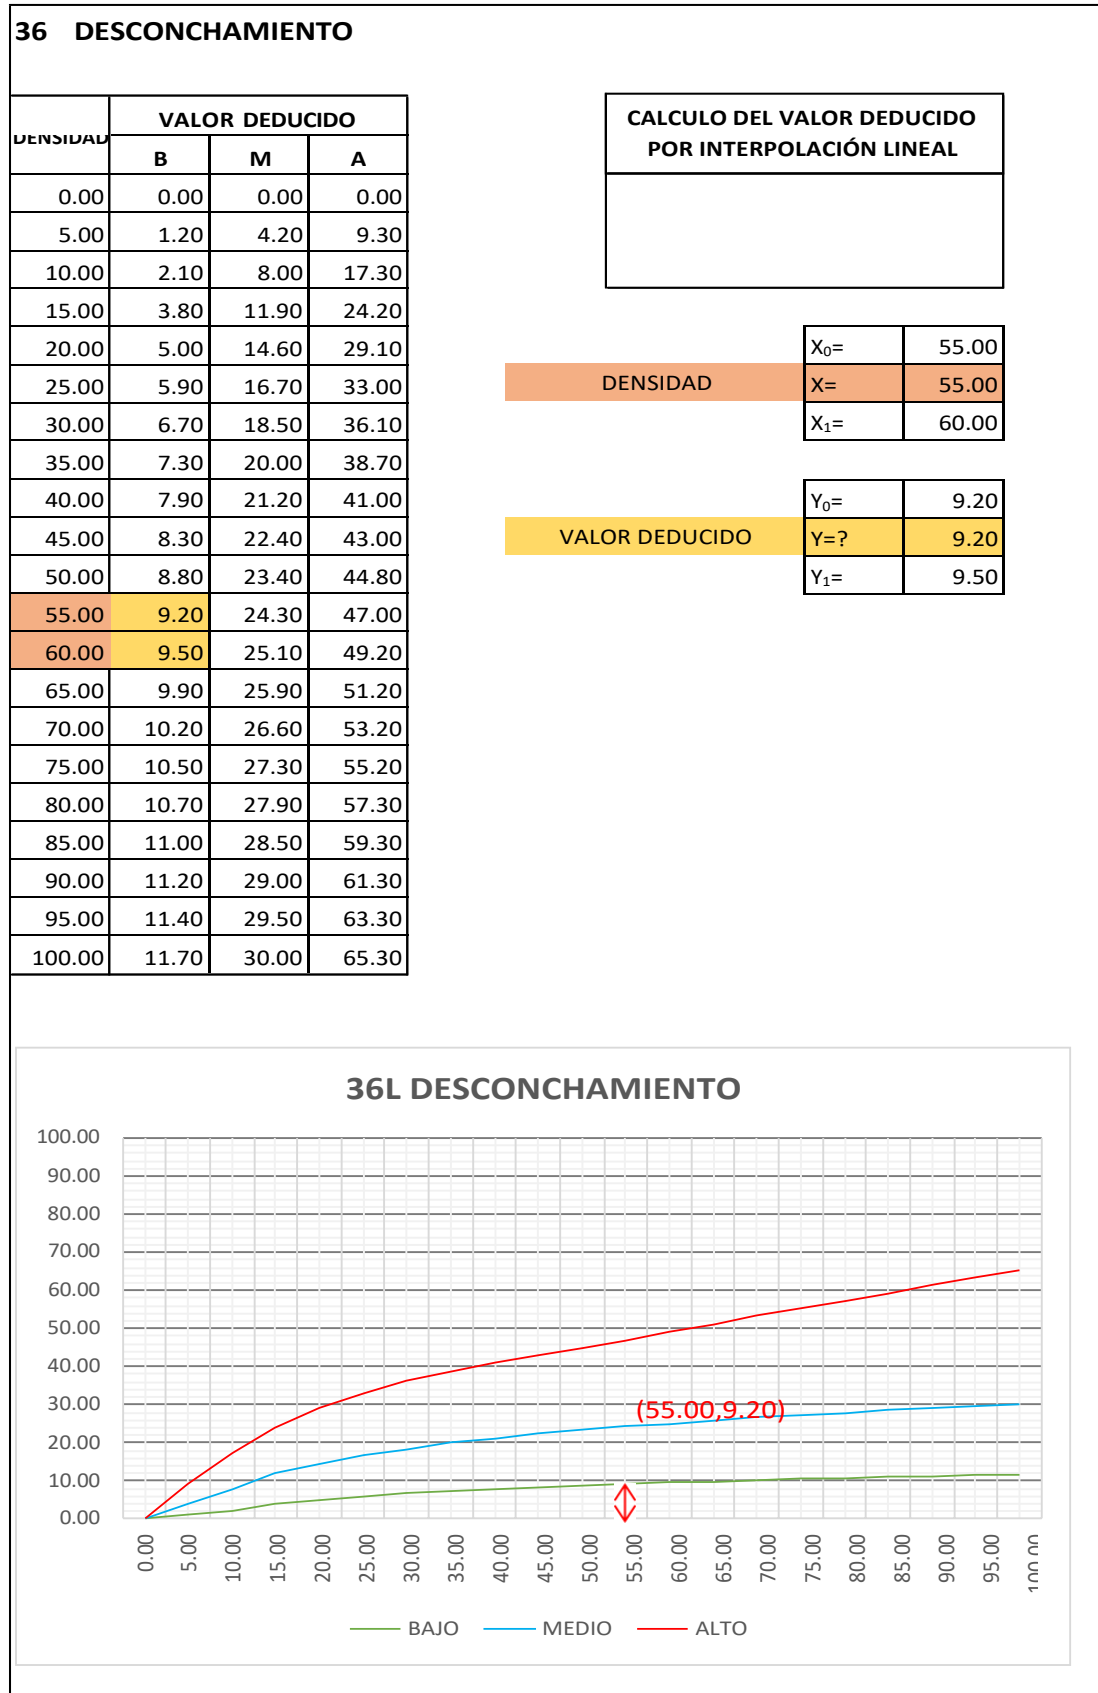 36 DESCONCHAMIENTO
DENSIDAD VALOR DEDUCIDO
B M A
0.00 0.00 0.00 0.00
5.00 1.20 4.20 9.30
10.00 2.10 8.00 17.30
15.00 3.80 11.90 24.20
20.00 5.00 14.60 29.10
25.00 5.90 16.70 33.00
30.00 6.70 18.50 36.10
35.00 7.30 20.00 38.70
40.00 7.90 21.20 41.00
45.00 8.30 22.40 43.00
50.00 8.80 23.40 44.80
55.00 9.20 24.30 47.00
60.00 9.50 25.10 49.20
65.00 9.90 25.90 51.20
70.00 10.20 26.60 53.20
75.00 10.50 27.30 55.20
80.00 10.70 27.90 57.30
85.00 11.00 28.50 59.30
90.00 11.20 29.00 61.30
95.00 11.40 29.50 63.30
100.00 11.70 30.00 65.30
CALCULO DEL VALOR DEDUCIDO
POR INTERPOLACIÓN LINEAL
X₀= 55.00
DENSIDAD X= 55.00
X₁= 60.00
Y₀= 9.20
VALOR DEDUCIDO Y=? 9.20
Y₁= 9.50
36L DESCONCHAMIENTO
100.00
90.00
80.00
70.00
60.00
50.00
40.00
30.00
20.00
10.00
0.00
(55.00,9.20)
0.00 5.00 10.00 15.00 20.00 25.00 30.00 35.00 40.00 45.00 50.00 55.00 60.00 65.00 70.00 75.00 80.00 85.00 90.00 95.00 100.00
BAJO MEDIO ALTO